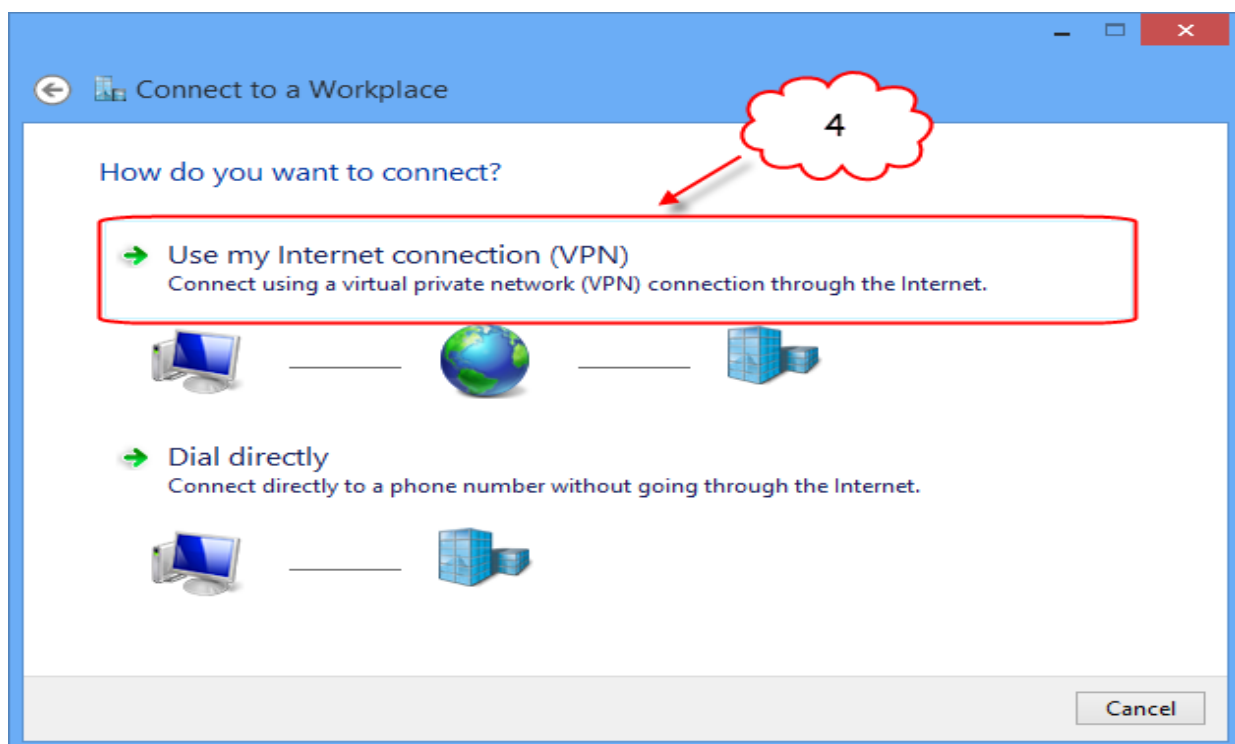 Connect to a Workplace
4
How do you want to connect?
Use my Internet connection (VPN)
Connect using a virtual private network (VPN) connection through the Internet.
Dial directly
Connect directly to a phone number without going through the Internet.
Cancel